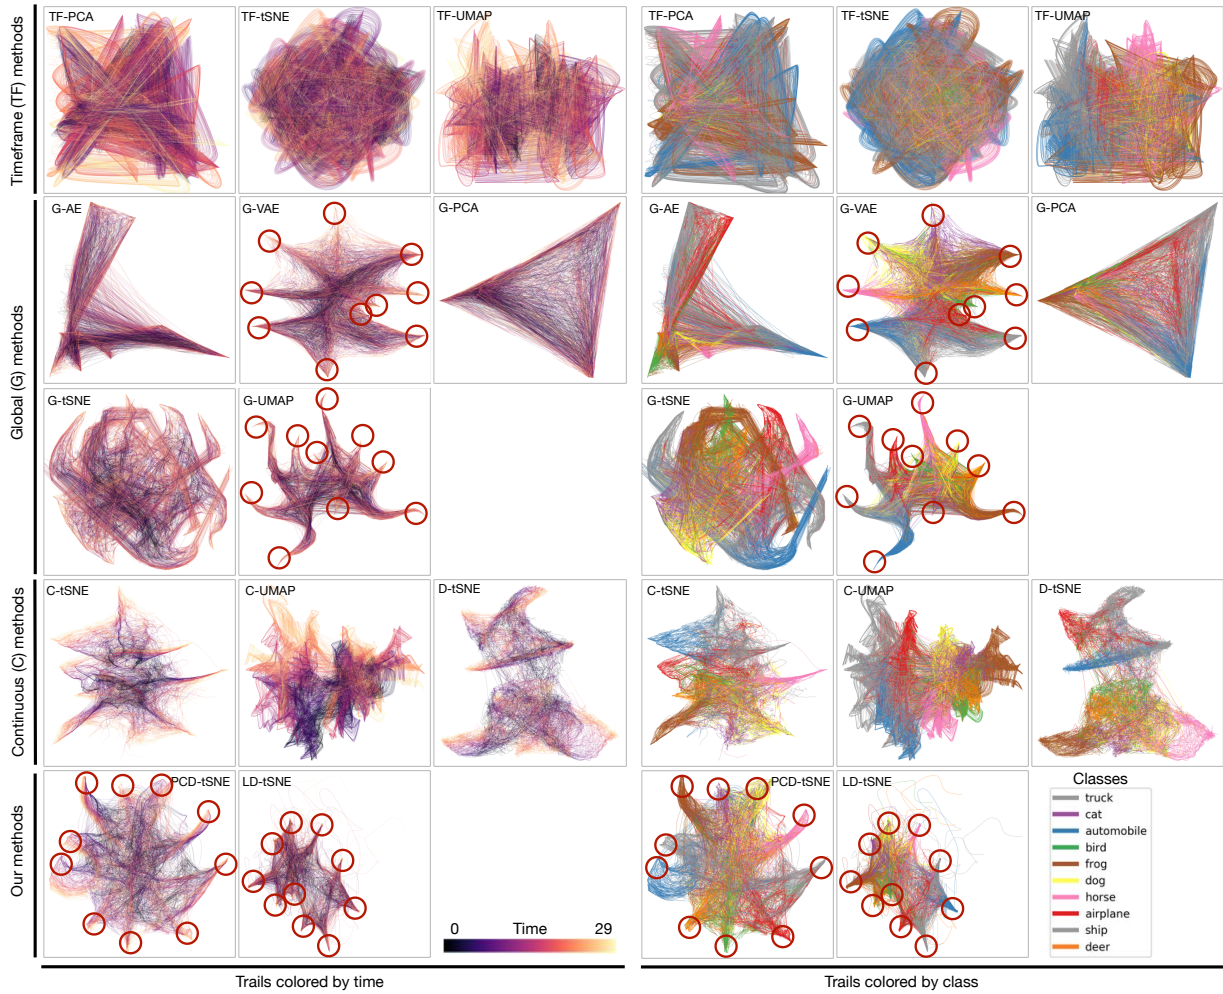 Timeframe (TF) methods
TF-PCA
TF-tSNE
TF-UMAP
TF-PCA
TF-tSNE
TF-UMAP
Global (G) methods
G-AE
G-VAE
G-PCA
G-AE
G-VAE
G-PCA
G-tSNE
G-UMAP
G-tSNE
G-UMAP
Continuous (C) methods
C-tSNE
C-UMAP
D-tSNE
C-tSNE
C-UMAP
D-tSNE
Our methods
PCD-tSNE
LD-tSNE
PCD-tSNE
LD-tSNE
0 Time 29
Classes
truck
cat
automobile
bird
frog
dog
horse
airplane
ship
deer
Trails colored by time
Trails colored by class